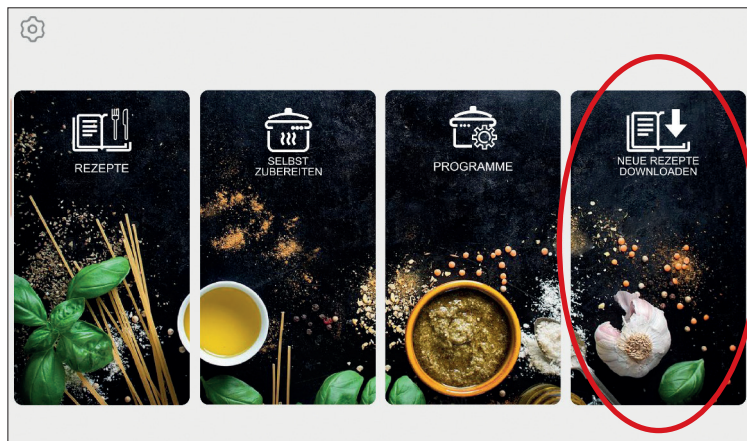 REZEPTE
SELBST
ZUBEREITEN
PROGRAMME
NEUE REZEPTE
DOWNLOADEN